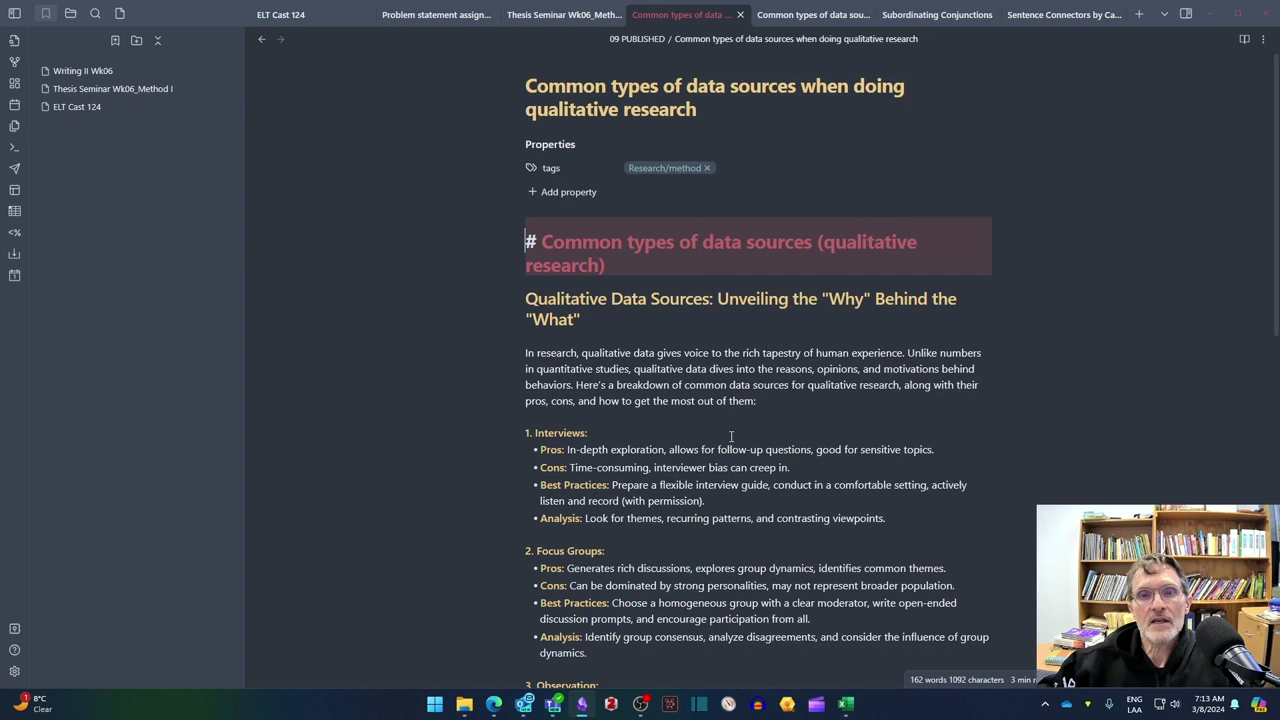 ELT Cast 124
Problem statement assign...
Thesis Seminar Wk06_Meth...
Common types of data ...
Common types of data sou...
Subordinating Conjunctions
Sentence Connectors by Ca...
09 PUBLISHED / Common types of data sources when doing qualitative research
Writing II Wk06
Thesis Seminar Wk06_Method I
ELT Cast 124
Common types of data sources when doing
qualitative research
Properties
tags
Research/method
Add property
# Common types of data sources (qualitative
research)
Qualitative Data Sources: Unveiling the "Why" Behind the
"What"
In research, qualitative data gives voice to the rich tapestry of human experience. Unlike numbers
in quantitative studies, qualitative data dives into the reasons, opinions, and motivations behind
behaviors. Here's a breakdown of common data sources for qualitative research, along with their
pros, cons, and how to get the most out of them:
1. Interviews:
• Pros: In-depth exploration, allows for follow-up questions, good for sensitive topics.
• Cons: Time-consuming, interviewer bias can creep in.
• Best Practices: Prepare a flexible interview guide, conduct in a comfortable setting, actively
listen and record (with permission).
• Analysis: Look for themes, recurring patterns, and contrasting viewpoints.
2. Focus Groups:
• Pros: Generates rich discussions, explores group dynamics, identifies common themes.
• Cons: Can be dominated by strong personalities, may not represent broader population.
• Best Practices: Choose a homogeneous group with a clear moderator, write open-ended
discussion prompts, and encourage participation from all.
• Analysis: Identify group consensus, analyze disagreements, and consider the influence of group
dynamics.
3. Observation:
162 words 1092 characters 3 min r
1
8°C
Clear
ENG
LAA
7:13 AM
3/8/2024